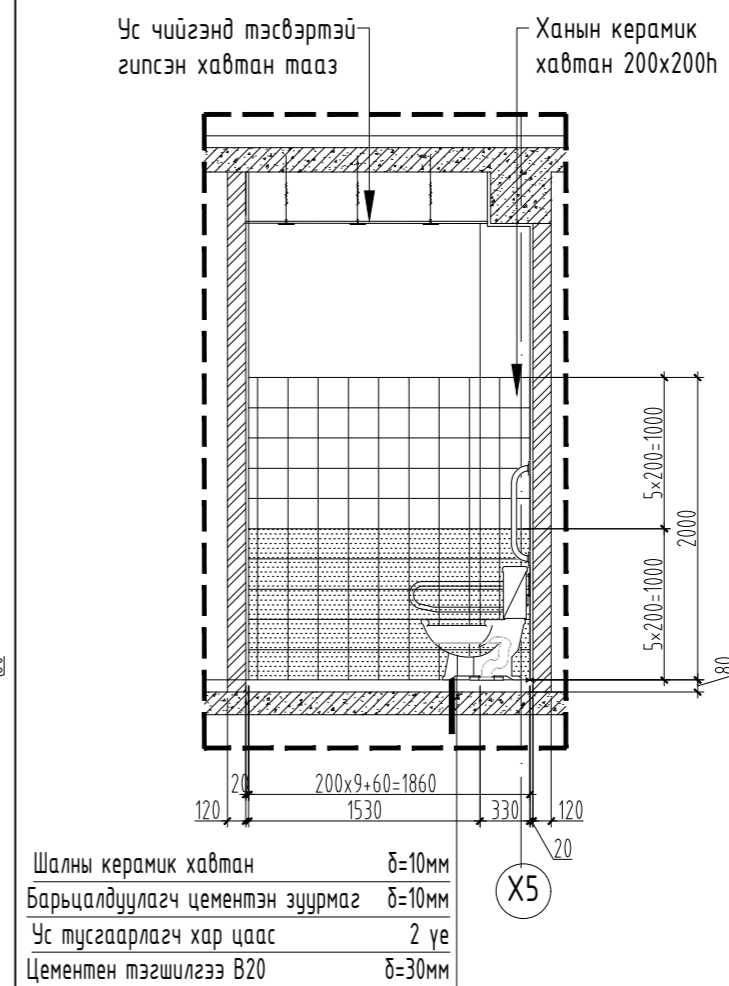 Ус чийгэнд тэсвэртэй
гипсэн хавтан тааз
Ханын керамик
хавтан 200x200h
5x200=1000
2000
5x200=1000
80
20
200x9+60=1860
120
1530
330
120
20
X5
Шалны керамик хавтан δ=10мм
Барьцалдуулагч цементэн зуурмаг δ=10мм
Ус тусгаарлагч хар цаас 2 үе
Цементен тэгшилгээ В20 δ=30мм